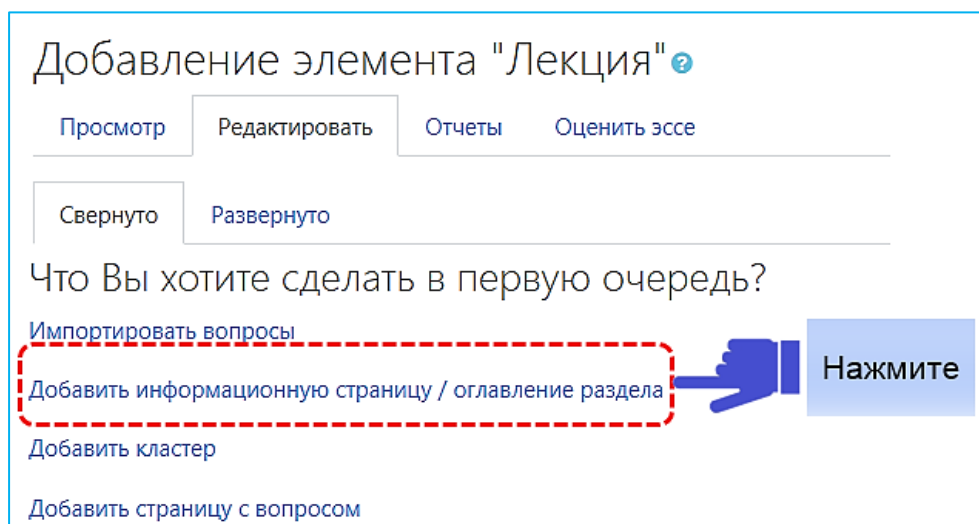 Добавление элемента "Лекция"
Просмотр Редактировать Отчеты Оценить эссе
Свернуто Развернуто
Что Вы хотите сделать в первую очередь?
Импортировать вопросы
Добавить информационную страницу / оглавление раздела
Нажмите
Добавить кластер
Добавить страницу с вопросом